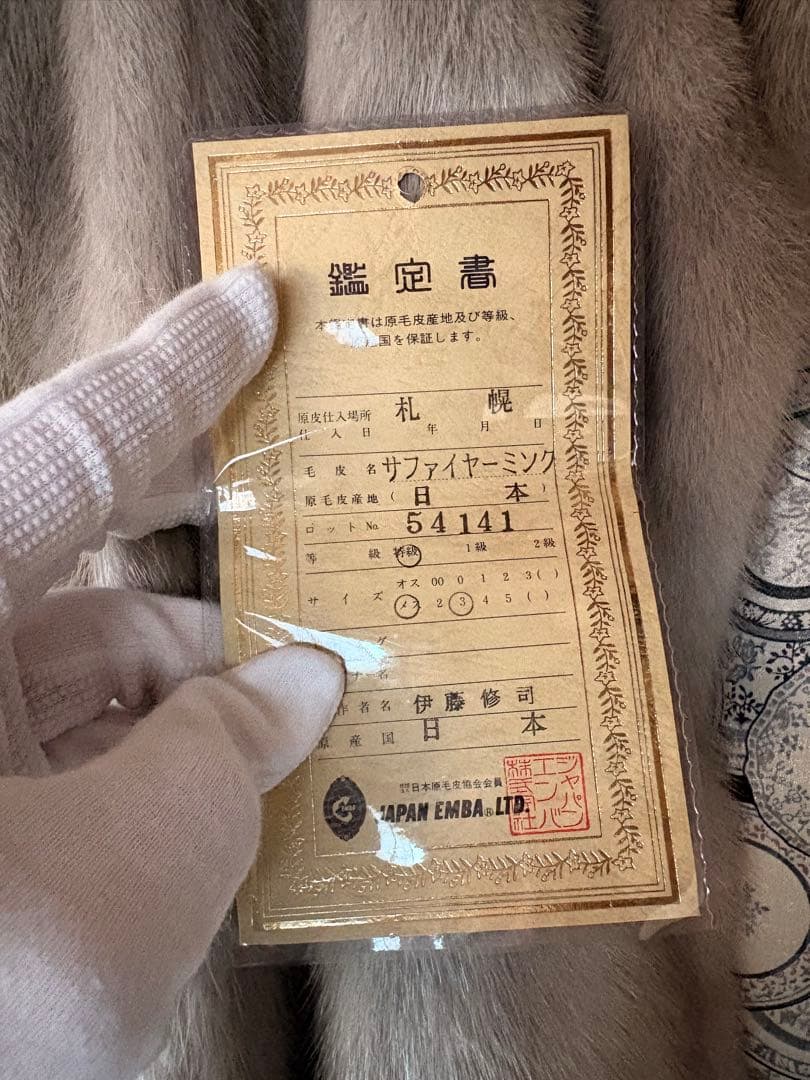 鑑定書
本鑑定書は原毛皮産地及び等級、
国を保証します。
原皮仕入場所 札幌
仕入日 年 月 日
毛皮名 サファイヤーミンク
原毛皮産地 ( 日本 )
ロットNo. 54141
等級 特級 1級 2級
オス 00 0 1 2 3 ( )
サイズ
メス 2 3 4 5 ( )
グ
名
作者名 伊藤修司
原産国 日本
日本原毛皮協会会員
JAPAN EMBA® LTD.
ジャパンエンバ株式会社